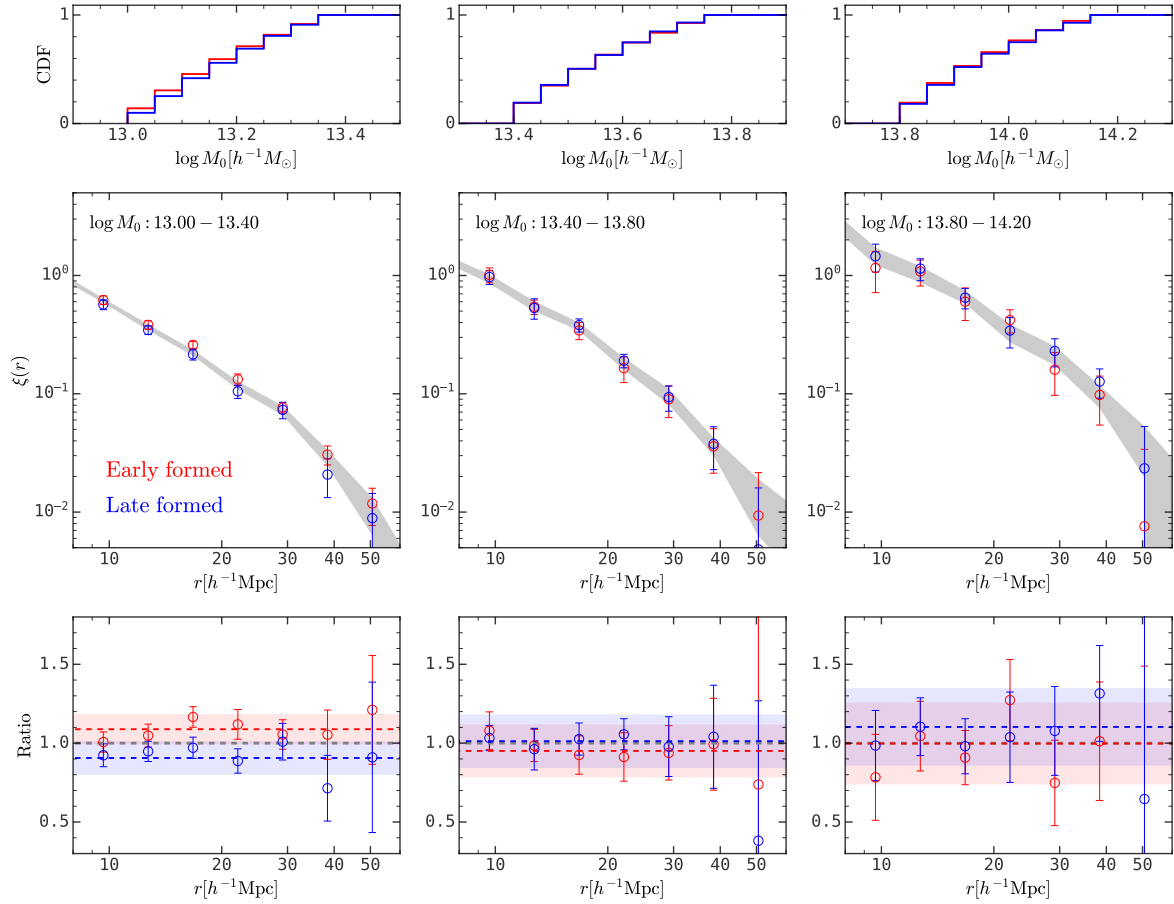 CDF
1
0
13.0 13.2 13.4
log M₀[h⁻¹M⊙]
1
0
13.4 13.6 13.8
log M₀[h⁻¹M⊙]
1
0
13.8 14.0 14.2
log M₀[h⁻¹M⊙]
ξ(r)
log M₀ : 13.00 − 13.40
10⁰
10⁻¹
10⁻²
Early formed
Late formed
10 20 30 40 50
r[h⁻¹Mpc]
log M₀ : 13.40 − 13.80
10⁰
10⁻¹
10⁻²
10 20 30 40 50
r[h⁻¹Mpc]
log M₀ : 13.80 − 14.20
10⁰
10⁻¹
10⁻²
10 20 30 40 50
r[h⁻¹Mpc]
Ratio
1.5
1.0
0.5
10 20 30 40 50
r[h⁻¹Mpc]
1.5
1.0
0.5
10 20 30 40 50
r[h⁻¹Mpc]
1.5
1.0
0.5
10 20 30 40 50
r[h⁻¹Mpc]